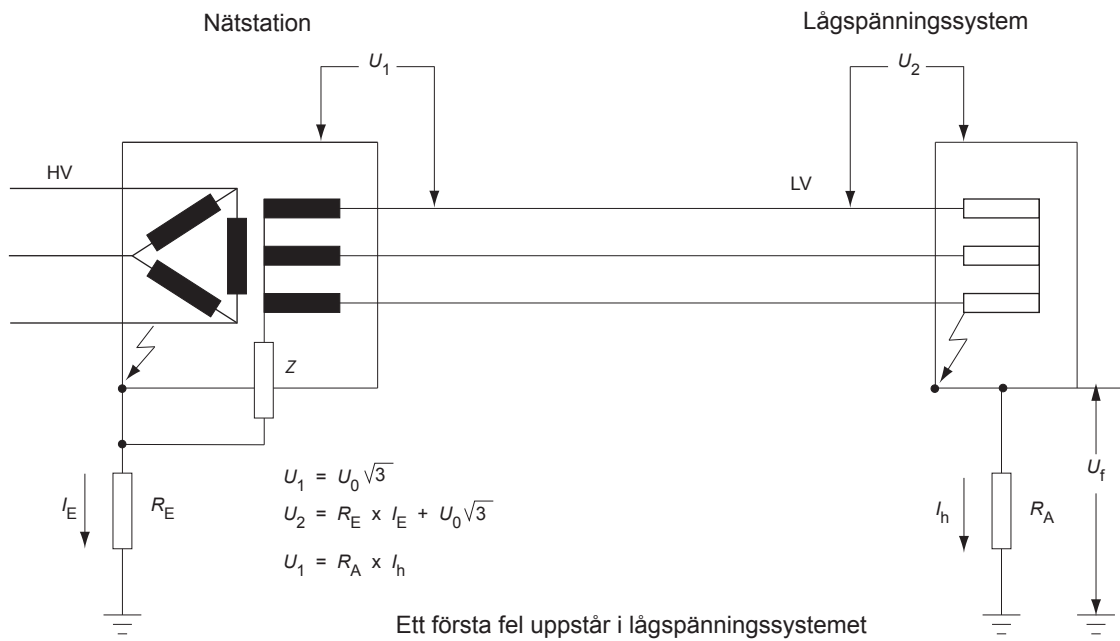 Nätstation
Lågspänningssystem
U1
U2
HV
LV
Z
IE
RE
U1 = U0 √3
U2 = RE x IE + U0 √3
U1 = RA x Ih
Ih
RA
Uf
Ett första fel uppstår i lågspänningssystemet